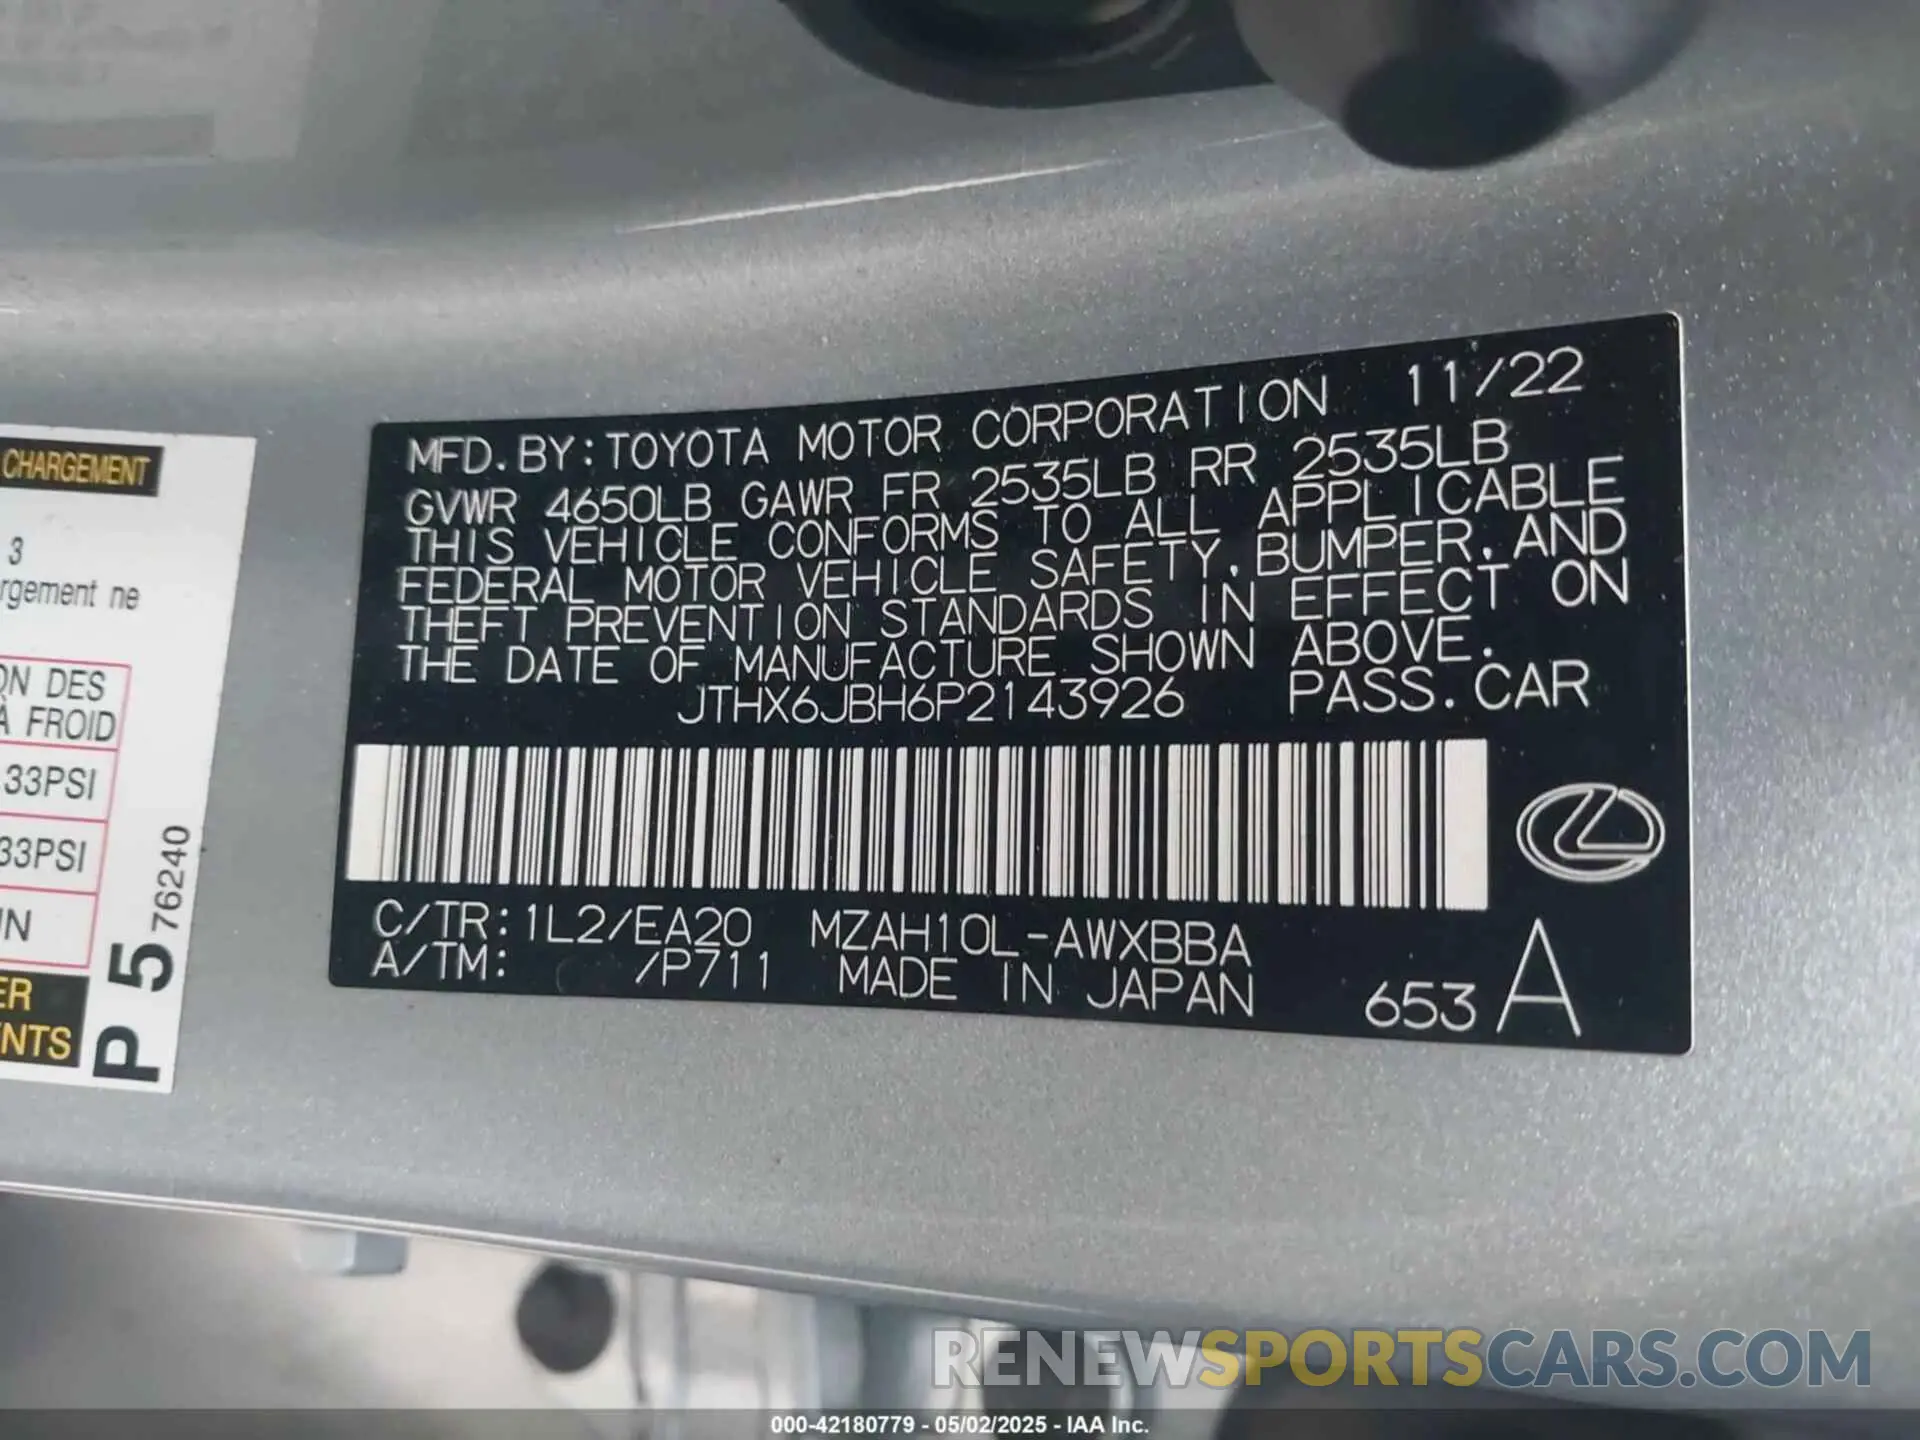 CHARGEMENT
3
rgement ne
ON DES
À FROID
33PSI
33PSI
ER
NTS
P 5 76240
MFD. BY: TOYOTA MOTOR CORPORATION 11/22
GVWR 4650LB GAWR FR 2535LB RR 2535LB
THIS VEHICLE CONFORMS TO ALL APPLICABLE
FEDERAL MOTOR VEHICLE SAFETY, BUMPER, AND
THEFT PREVENTION STANDARDS IN EFFECT ON
THE DATE OF MANUFACTURE SHOWN ABOVE.
JTHX6JBH6P2143926 PASS. CAR
C/TR: 1L2/EA20 MZAH10L-AWXBBA
A/TM: /P711 MADE IN JAPAN 653 A
RENEWSPORTSCARS.COM
000-42180779 - 05/02/2025 - IAA Inc.